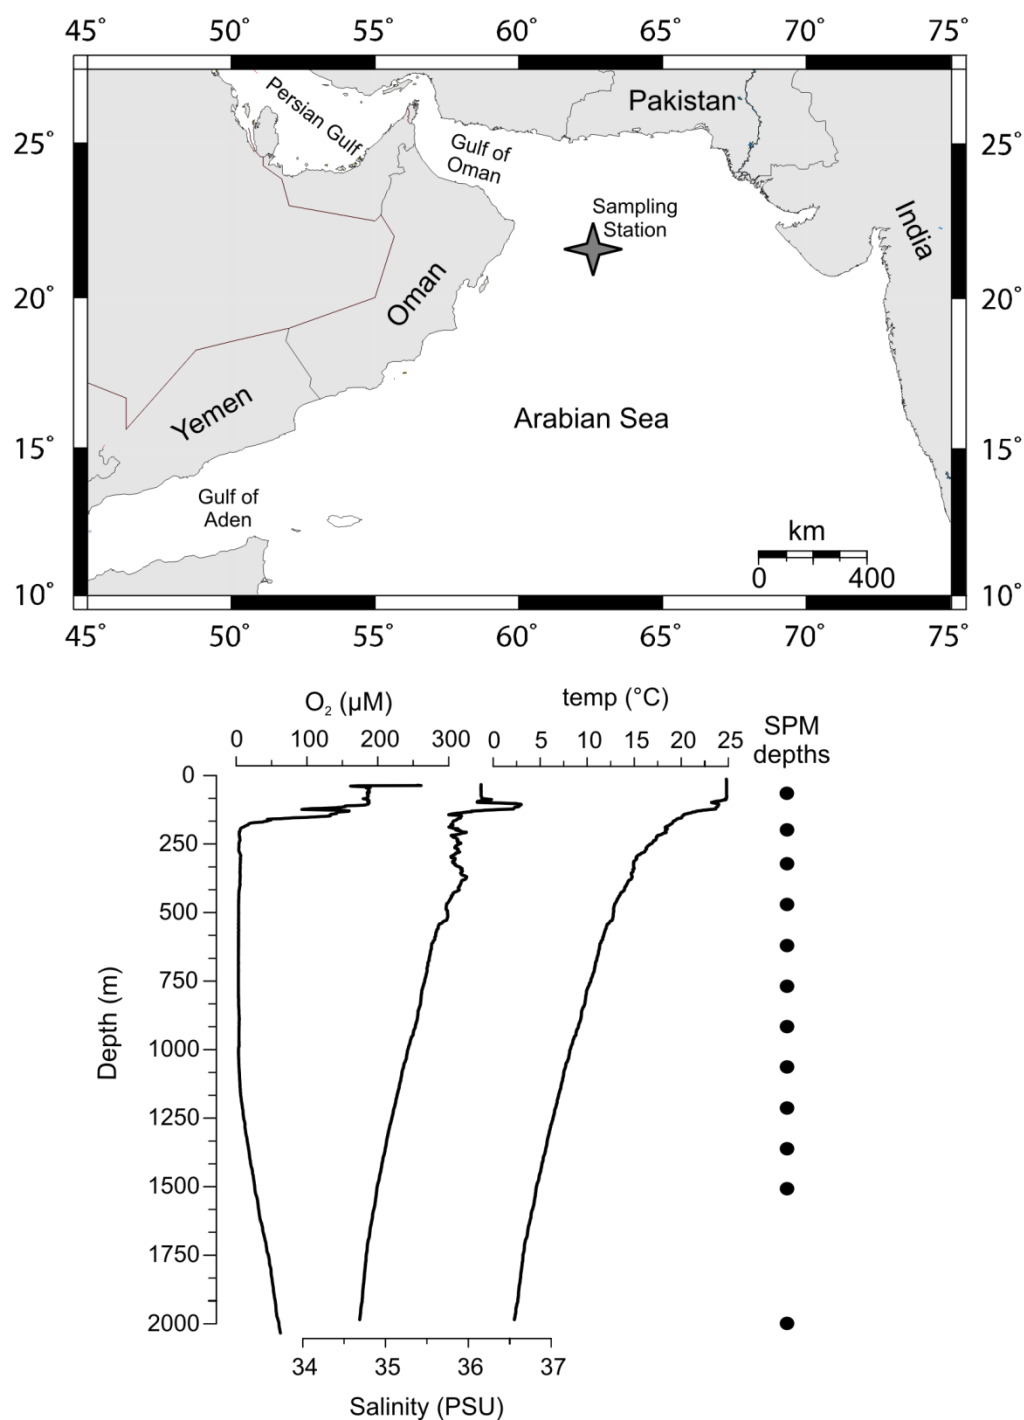 45° 50° 55° 60° 65° 70° 75°
Persian Gulf
Pakistan
25° 25°
Gulf of
Oman
Sampling
Station
India
Oman
20° 20°
Yemen
Arabian Sea
15° 15°
Gulf of
Aden
km
0 400
10° 10°
45° 50° 55° 60° 65° 70° 75°
O₂ (µM) temp (°C) SPM
depths
0 100 200 300 0 5 10 15 20 25
0
250
500
750
Depth (m)
1000
1250
1500
1750
2000
34 35 36 37
Salinity (PSU)